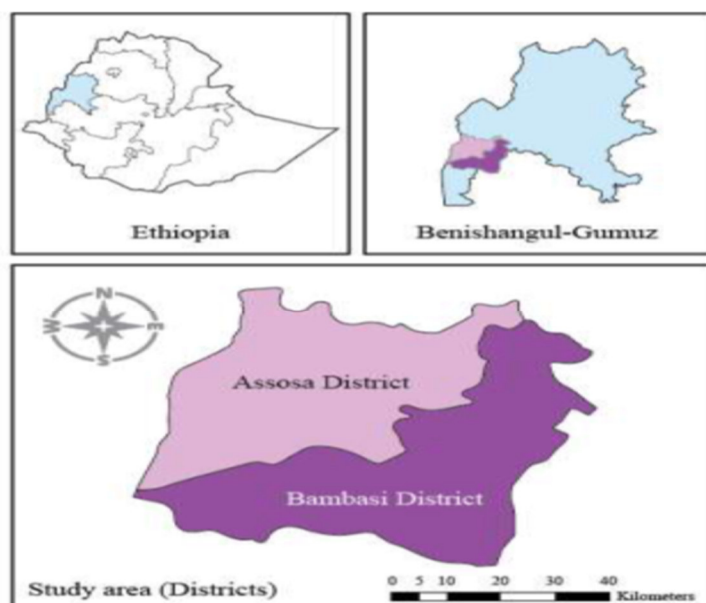 Ethiopia
Benishangul-Gumuz
N
W
E
S
Assosa District
Bambasi District
Study area (Districts)
0 5 10 20 30 40
Kilometers